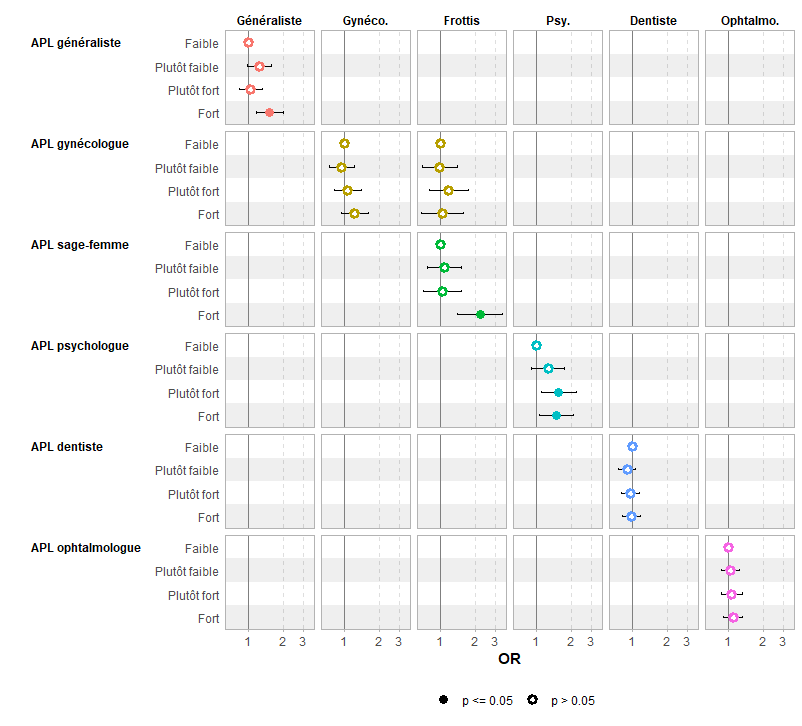 Généraliste Gynéco. Frottis Psy. Dentiste Ophtalmo.
APL généraliste Faible
Plutôt faible
Plutôt fort
Fort
APL gynécologue Faible
Plutôt faible
Plutôt fort
Fort
APL sage-femme Faible
Plutôt faible
Plutôt fort
Fort
APL psychologue Faible
Plutôt faible
Plutôt fort
Fort
APL dentiste Faible
Plutôt faible
Plutôt fort
Fort
APL ophtalmologue Faible
Plutôt faible
Plutôt fort
Fort
1 2 3 1 2 3 1 2 3 1 2 3 1 2 3 1 2 3
OR
p <= 0.05 p > 0.05